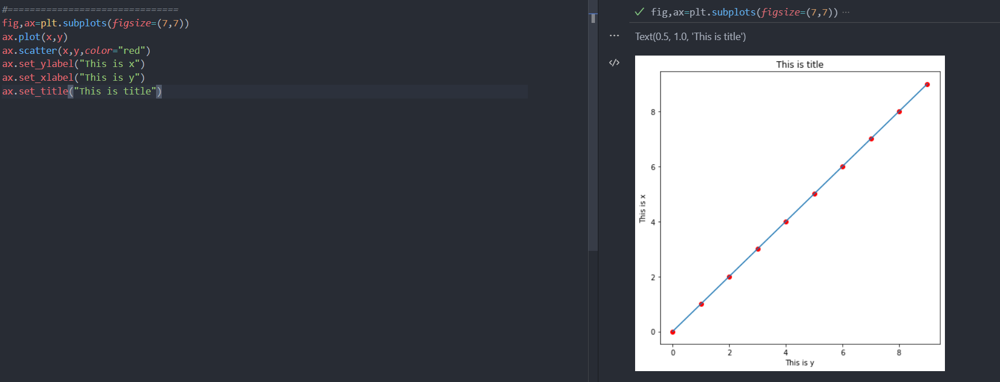 #===============================
fig,ax=plt.subplots(figsize=(7,7))
ax.plot(x,y)
ax.scatter(x,y,color="red")
ax.set_ylabel("This is x")
ax.set_xlabel("This is y")
ax.set_title("This is title")
✓ fig,ax=plt.subplots(figsize=(7,7)) ···
··· Text(0.5, 1.0, 'This is title')
</>
This is title
8
6
4
2
0
This is x
0 2 4 6 8
This is y